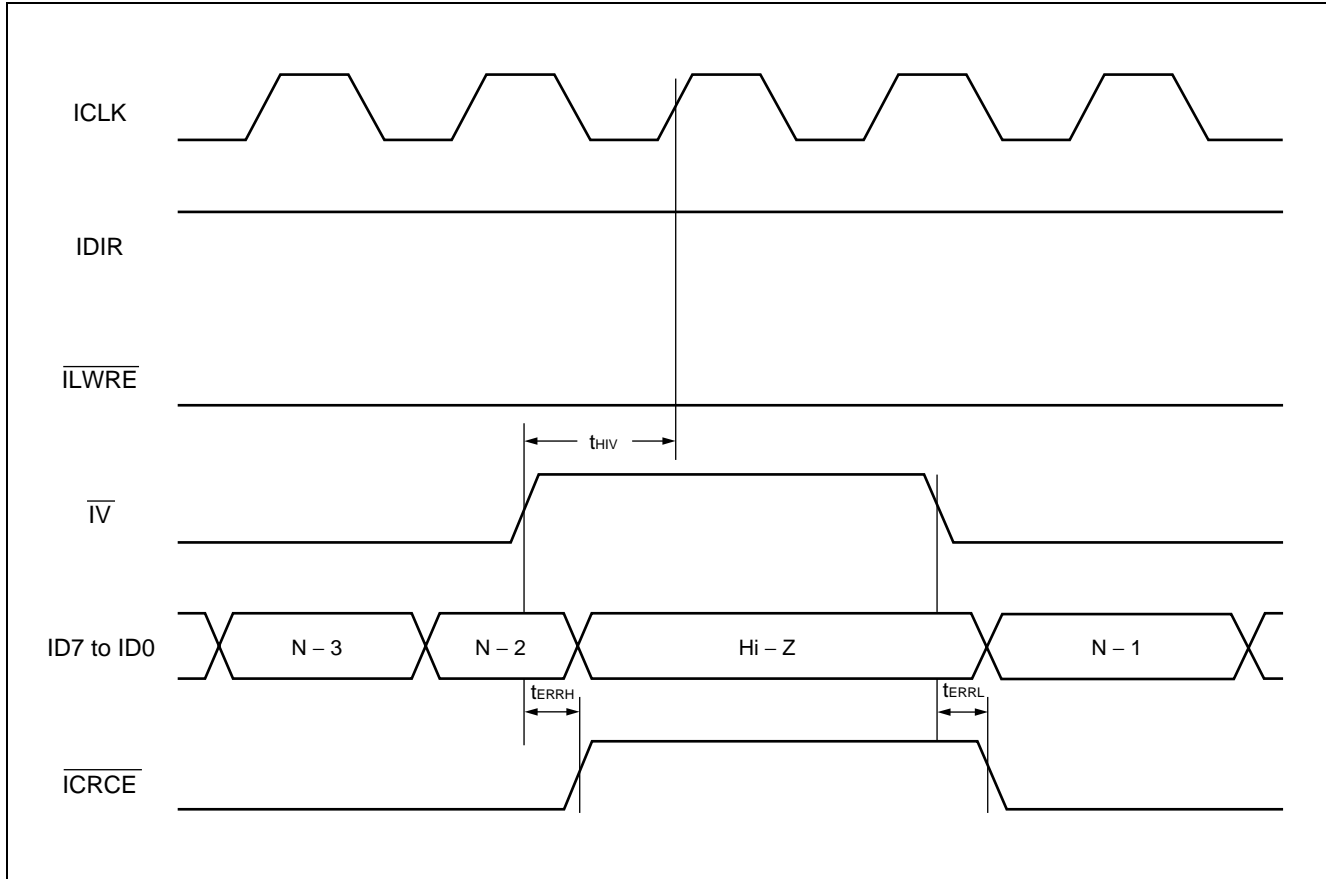 ICLK
IDIR
ILWRE
tHIV
IV
ID7 to ID0
N – 3
N – 2
Hi – Z
N – 1
tERRH
tERRL
ICRCE